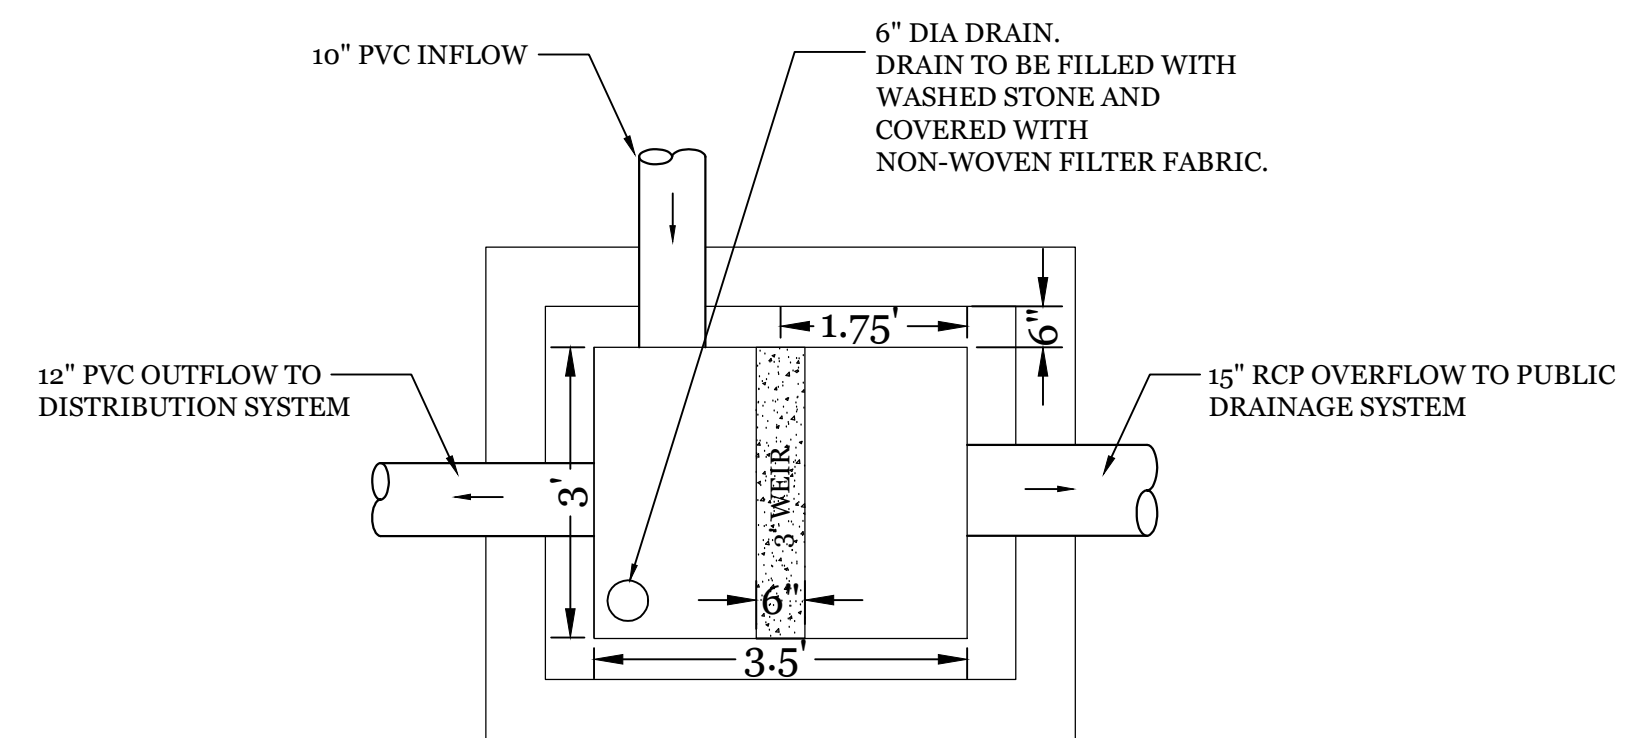 10" PVC INFLOW
6" DIA DRAIN.
DRAIN TO BE FILLED WITH
WASHED STONE AND
COVERED WITH
NON-WOVEN FILTER FABRIC.
1.75'
6"
12" PVC OUTFLOW TO
DISTRIBUTION SYSTEM
15" RCP OVERFLOW TO PUBLIC
DRAINAGE SYSTEM
3'
3' WEIR
6"
3.5'